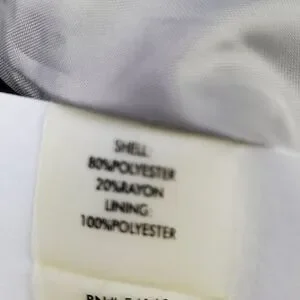 SHELL:
80%POLYESTER
20%RAYON
LINING:
100%POLYESTER